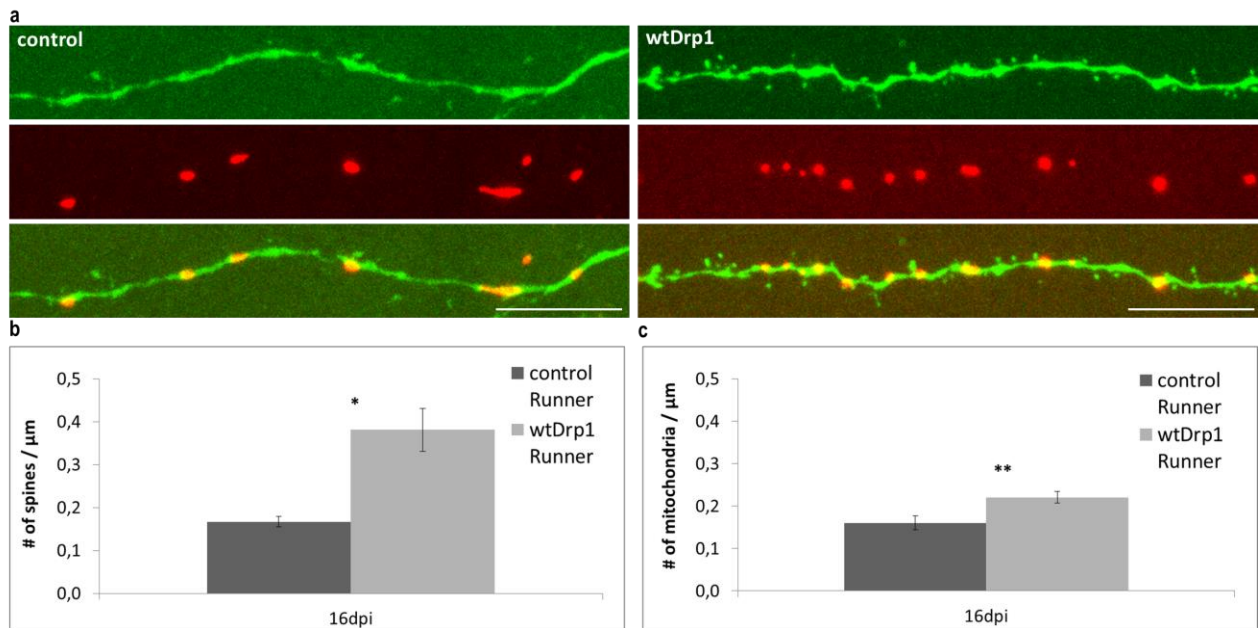 a
control
wtDrp1
b
# of spines / µm
0,5
0,4
0,3
0,2
0,1
0,0
*
control
Runner
wtDrp1
Runner
16dpi
c
# of mitochondria / µm
0,5
0,4
0,3
0,2
0,1
0,0
**
control
Runner
wtDrp1
Runner
16dpi